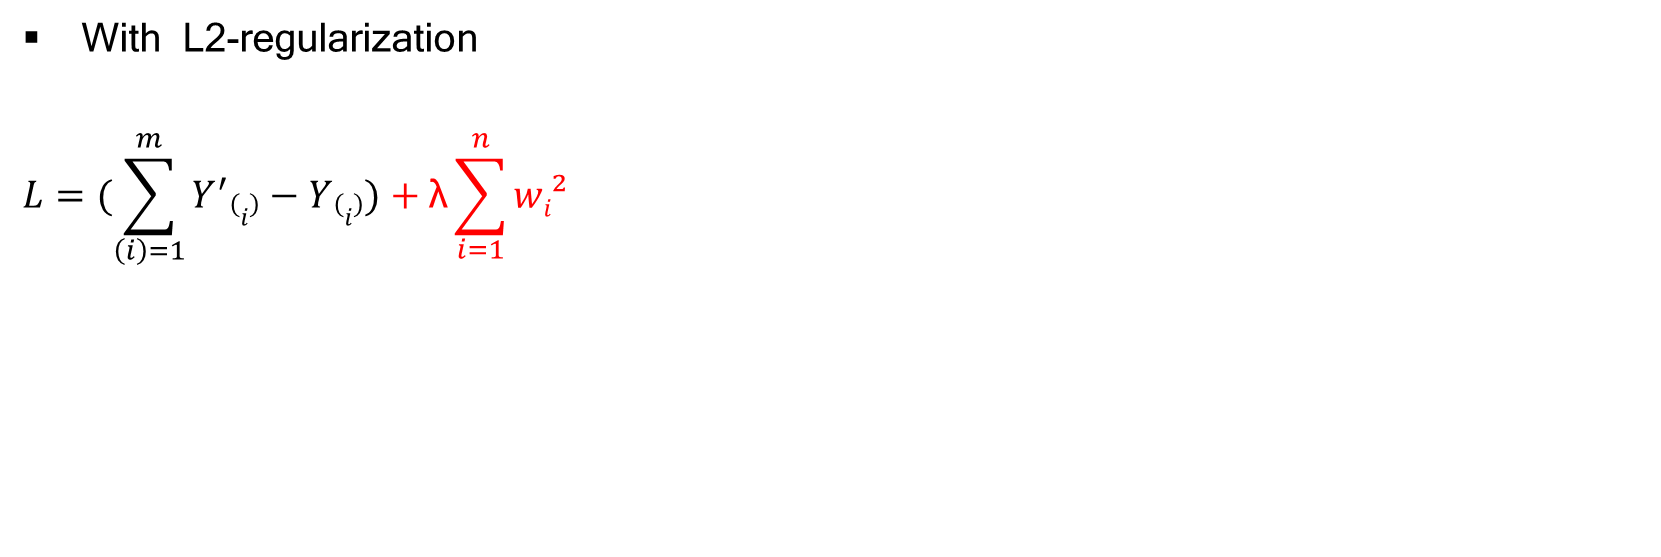 ▪ With L2-regularization
L = (∑_{(i)=1}^{m} Y′_{(i)} − Y_{(i)}) + λ ∑_{i=1}^{n} w_i^2